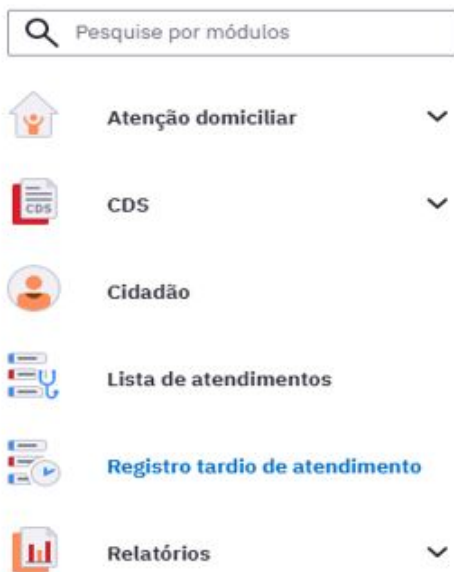 Pesquise por módulos
Atenção domiciliar
CDS
CDS
Cidadão
Lista de atendimentos
Registro tardio de atendimento
Relatórios